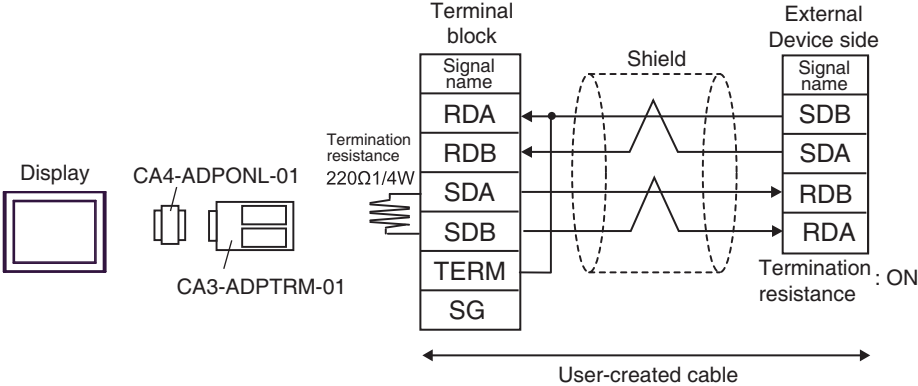 Terminal
block
External
Device side
Signal
name
Shield
Signal
name
RDA
SDB
Termination
resistance
220Ω1/4W
RDB
SDA
Display
CA4-ADPONL-01
SDA
RDB
SDB
RDA
CA3-ADPTRM-01
TERM
Termination
resistance
: ON
SG
User-created cable